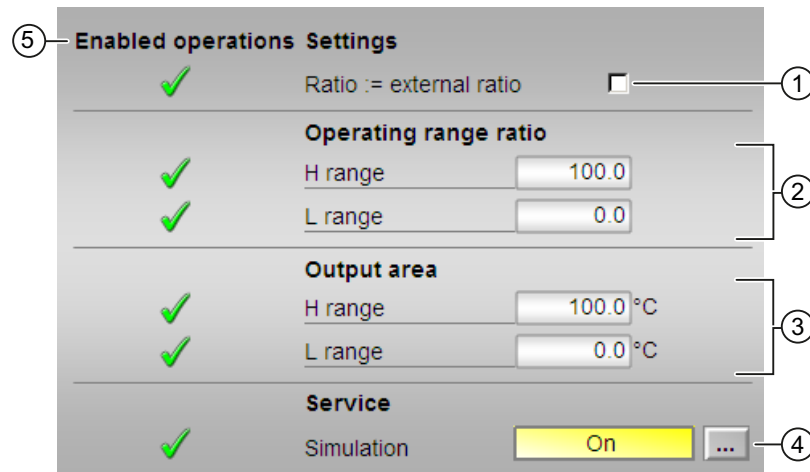 5 Enabled operations Settings
Ratio := external ratio 1
Operating range ratio
H range 100.0
L range 0.0
2
Output area
H range 100.0 °C
L range 0.0 °C
3
Service
Simulation On ... 4